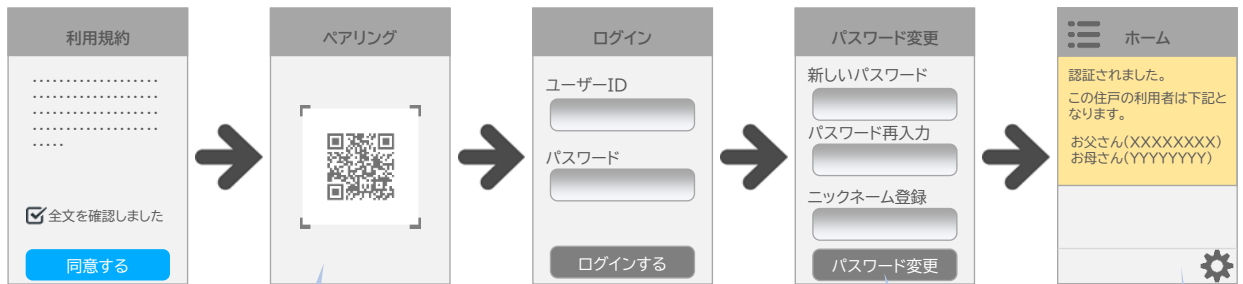 利用規約
全文を確認しました
同意する
ペアリング
ログイン
ユーザーID
パスワード
ログインする
パスワード変更
新しいパスワード
パスワード再入力
ニックネーム登録
パスワード変更
ホーム
認証されました。
この住戸の利用者は下記と
なります。
お父さん(XXXXXXXX)
お母さん(YYYYYYYY)